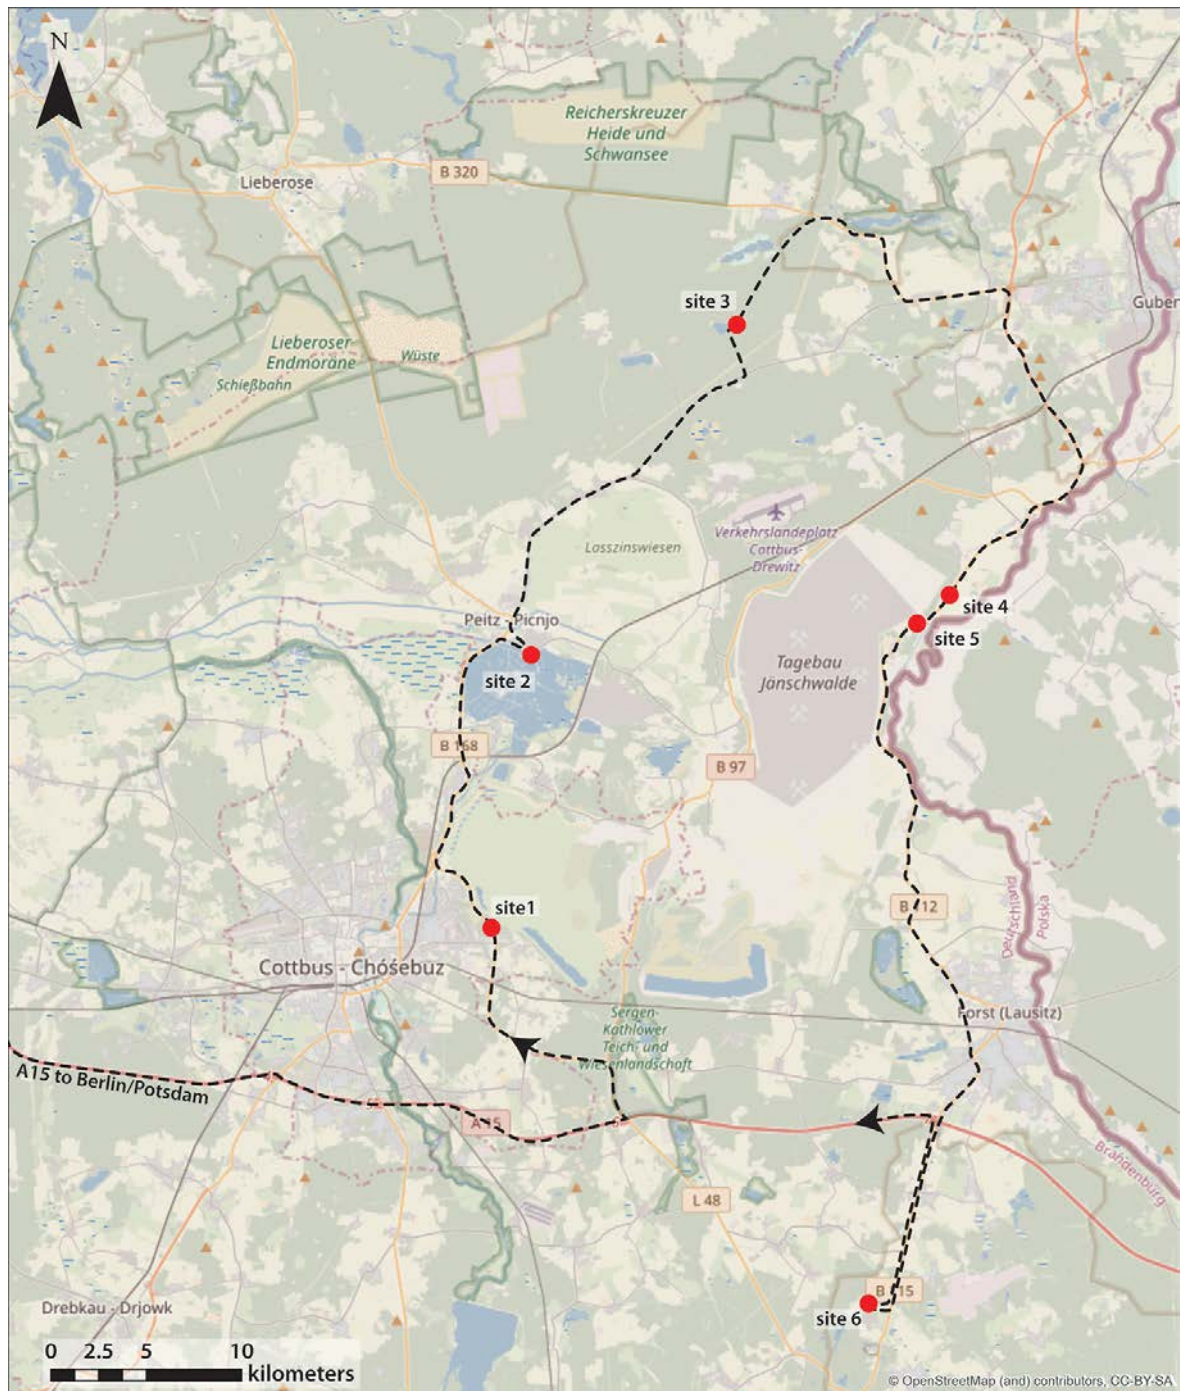 N
Reicherskreuzer
Heide und
Schwansee
B 320
Lieberose
site 3
Guben
Lieberoser
Endmoräne
Wüste
Schießbahn
Verkehrslandeplatz
Cottbus-
Drewitz
Lasszinswiesen
site 4
Peitz - Picnjo
site 5
Tagebau
Jänschwalde
site 2
B 168
B 97
B 112
Deutschland
Polska
site1
Cottbus - Chóśebuz
Sergen-
Kathlower
Teich- und
Wiesenlandschaft
Forst (Lausitz)
A15 to Berlin/Potsdam
A 15
Brandenburg
L 48
B 115
site 6
Drebkau - Drjowk
0 2.5 5 10
kilometers
© OpenStreetMap (and) contributors, CC-BY-SA